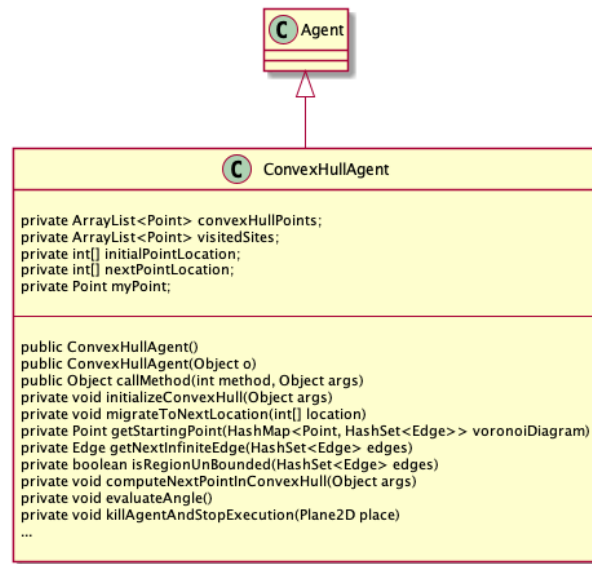 C Agent
C ConvexHullAgent
private ArrayList<Point> convexHullPoints;
private ArrayList<Point> visitedSites;
private int[] initialPointLocation;
private int[] nextPointLocation;
private Point myPoint;
public ConvexHullAgent()
public ConvexHullAgent(Object o)
public Object callMethod(int method, Object args)
private void initializeConvexHull(Object args)
private void migrateToNextLocation(int[] location)
private Point getStartingPoint(HashMap<Point, HashSet<Edge>> voronoiDiagram)
private Edge getNextInfiniteEdge(HashSet<Edge> edges)
private boolean isRegionUnBounded(HashSet<Edge> edges)
private void computeNextPointInConvexHull(Object args)
private void evaluateAngle()
private void killAgentAndStopExecution(Plane2D place)
...